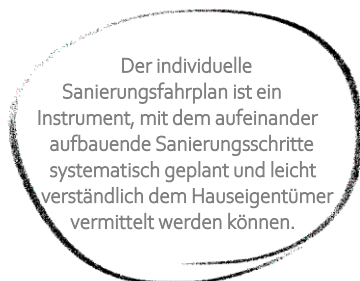 Der individuelle
Sanierungsfahrplan ist ein
Instrument, mit dem aufeinander
aufbauende Sanierungsschritte
systematisch geplant und leicht
verständlich dem Hauseigentümer
vermittelt werden können.